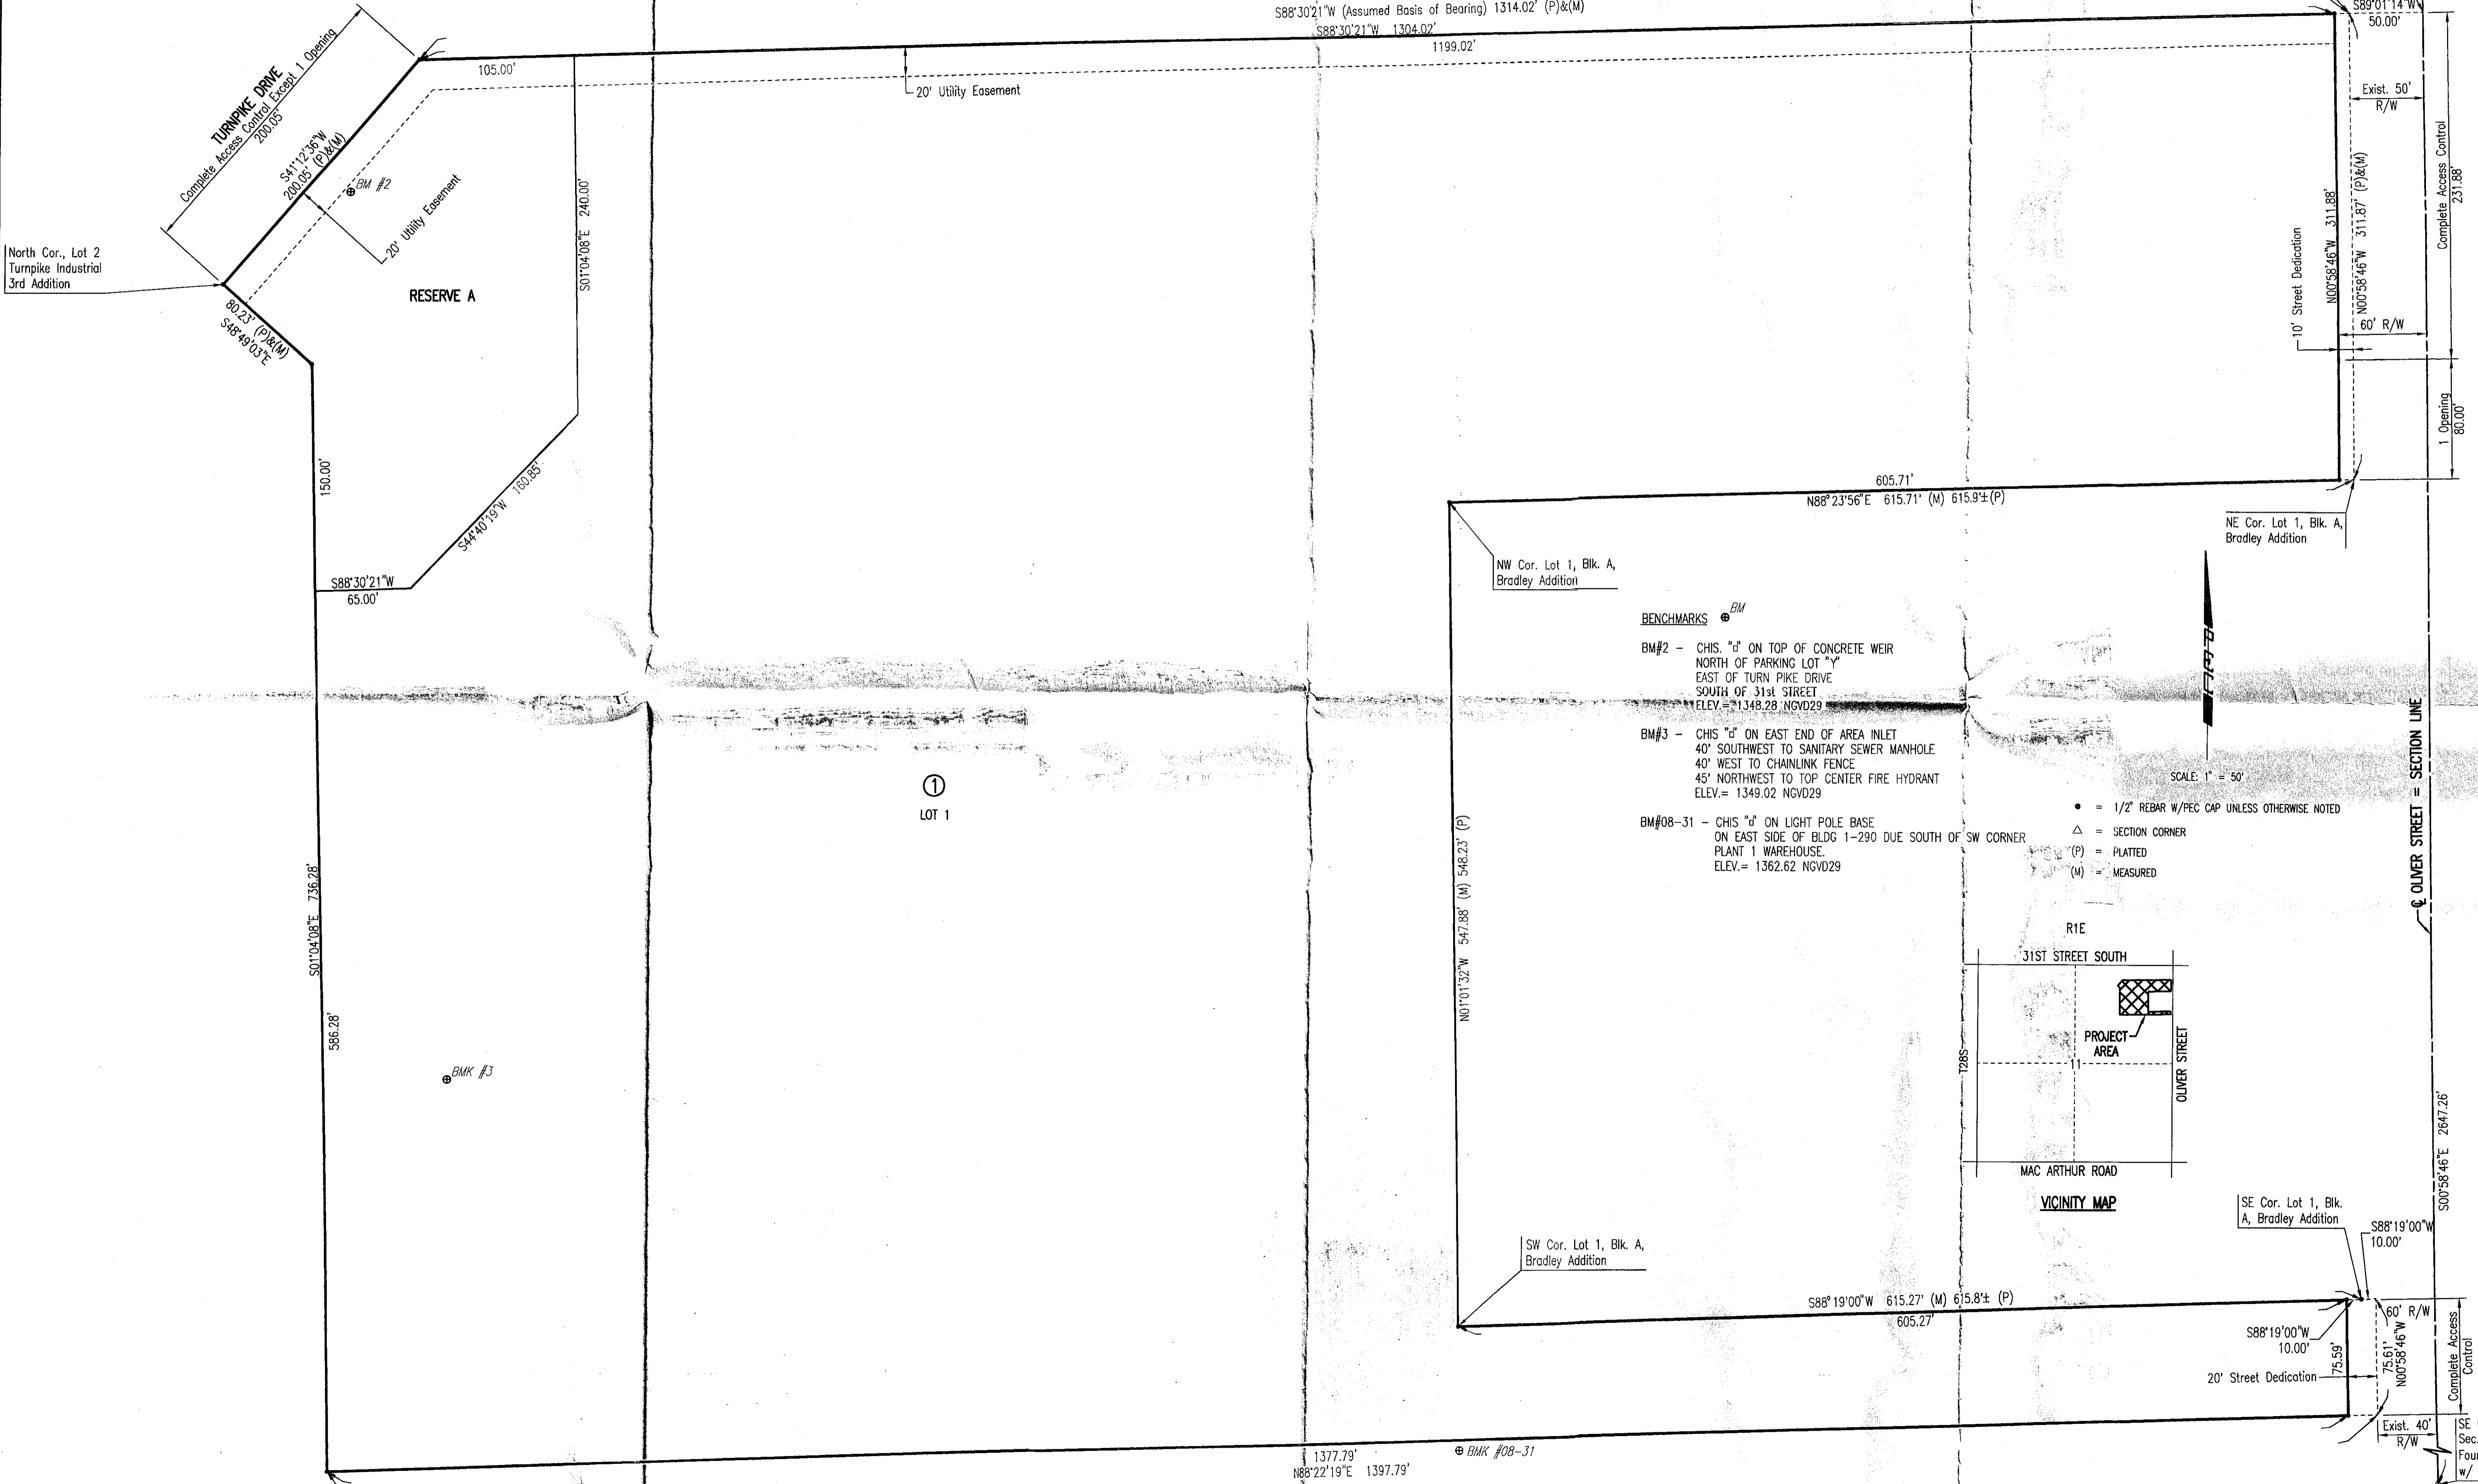 S88°30'21"W (Assumed Basis of Bearing) 1314.02' (P)&(M)
S88°30'21"W 1304.02'
1199.02'
105.00'
20' Utility Easement
S89°01'14"W
50.00'
Exist. 50'
R/W
Complete Access Control
231.88'
N00°58'46"W 311.88'
N00°58'46"W 311.87' (P)&(M)
10' Street Dedication
60' R/W
1 Opening
80.00'
TURNPIKE DRIVE
Complete Access Control Except 1 Opening
200.05'
S41°12'36"W
200.05' (P)&(M)
BM #2
20' Utility Easement
North Cor., Lot 2
Turnpike Industrial
3rd Addition
80.23' (P)&(M)
S48°49'03"E
RESERVE A
S01°04'08"E 240.00'
150.00'
S44°40'19"W 160.85'
S88°30'21"W
65.00'
605.71'
N88°23'56"E 615.71' (M) 615.9'±(P)
NE Cor. Lot 1, Blk. A,
Bradley Addition
NW Cor. Lot 1, Blk. A,
Bradley Addition
BENCHMARKS ⊕ BM
BM#2 - CHIS. "□" ON TOP OF CONCRETE WEIR
NORTH OF PARKING LOT "Y"
EAST OF TURN PIKE DRIVE
SOUTH OF 31st STREET
ELEV.= 1348.28 NGVD29
BM#3 - CHIS "□" ON EAST END OF AREA INLET
40' SOUTHWEST TO SANITARY SEWER MANHOLE
40' WEST TO CHAINLINK FENCE
45' NORTHWEST TO TOP CENTER FIRE HYDRANT
ELEV.= 1349.02 NGVD29
BM#08-31 - CHIS "□" ON LIGHT POLE BASE
ON EAST SIDE OF BLDG 1-290 DUE SOUTH OF SW CORNER
PLANT 1 WAREHOUSE.
ELEV.= 1362.62 NGVD29
SCALE: 1" = 50'
● = 1/2" REBAR W/PEC CAP UNLESS OTHERWISE NOTED
△ = SECTION CORNER
(P) = PLATTED
(M) = MEASURED
℄ OLIVER STREET = SECTION LINE
1
LOT 1
N01°01'32"W 547.88' (M) 548.23' (P)
S01°04'08"E 736.28'
586.28'
BMK #3
R1E
31ST STREET SOUTH
T28S
PROJECT
AREA
11
OLIVER STREET
MAC ARTHUR ROAD
VICINITY MAP
S00°58'46"E 2647.26'
SE Cor. Lot 1, Blk.
A, Bradley Addition
S88°19'00"W
10.00'
SW Cor. Lot 1, Blk. A,
Bradley Addition
S88°19'00"W 615.27' (M) 615.8'± (P)
605.27'
60' R/W
S88°19'00"W
10.00'
75.59'
75.61'
N00°58'46"W
Complete Access
Control
20' Street Dedication
Exist. 40'
R/W
SE
Sec.
w/
1377.79'
N88°22'19"E 1397.79'
BMK #08-31